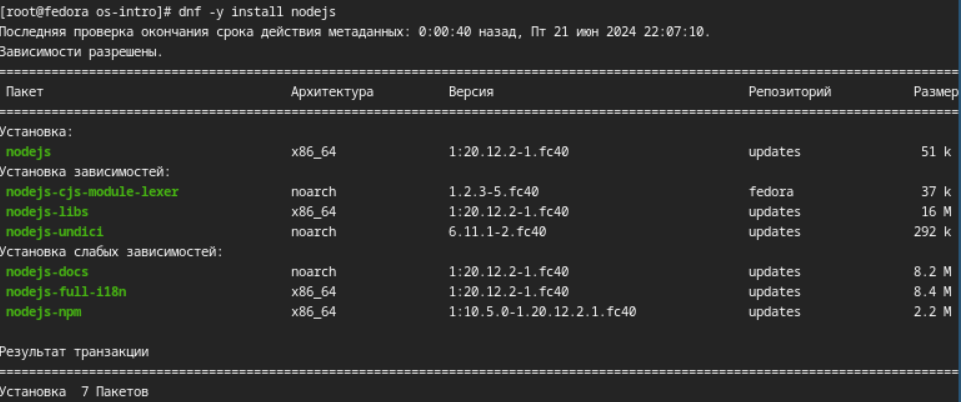 [root@fedora os-intro]# dnf -y install nodejs
Последняя проверка окончания срока действия метаданных: 0:00:40 назад, Пт 21 июн 2024 22:07:10.
Зависимости разрешены.
================================================================================
Пакет Архитектура Версия Репозиторий Размер
================================================================================
Установка:
nodejs x86_64 1:20.12.2-1.fc40 updates 51 k
Установка зависимостей:
nodejs-cjs-module-lexer noarch 1.2.3-5.fc40 fedora 37 k
nodejs-libs x86_64 1:20.12.2-1.fc40 updates 16 M
nodejs-undici noarch 6.11.1-2.fc40 updates 292 k
Установка слабых зависимостей:
nodejs-docs noarch 1:20.12.2-1.fc40 updates 8.2 M
nodejs-full-i18n x86_64 1:20.12.2-1.fc40 updates 8.4 M
nodejs-npm x86_64 1:10.5.0-1.20.12.2.1.fc40 updates 2.2 M
Результат транзакции
================================================================================
Установка 7 Пакетов